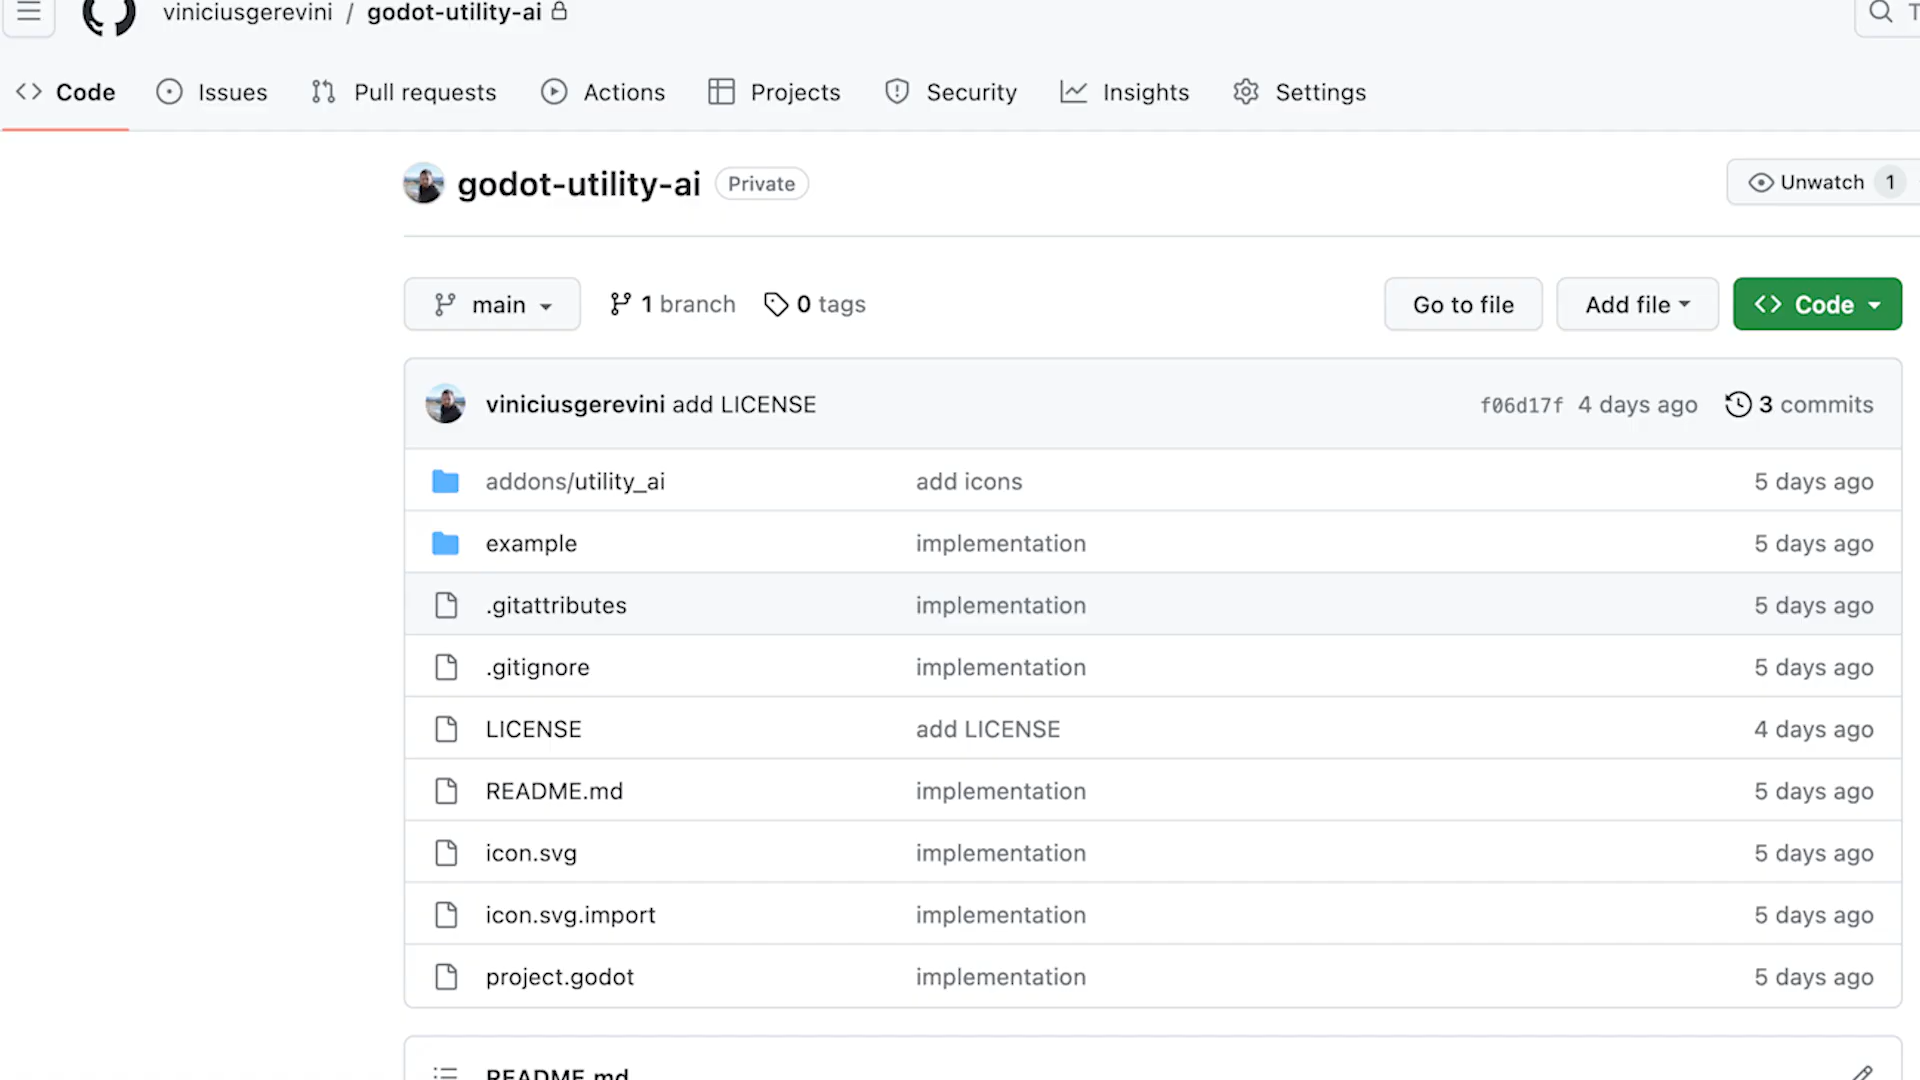 viniciusgerevini / godot-utility-ai
Code Issues Pull requests Actions Projects Security Insights Settings
godot-utility-ai Private
Unwatch 1
main 1 branch 0 tags
Go to file Add file Code
viniciusgerevini add LICENSE f06d17f 4 days ago 3 commits
addons/utility_ai add icons 5 days ago
example implementation 5 days ago
.gitattributes implementation 5 days ago
.gitignore implementation 5 days ago
LICENSE add LICENSE 4 days ago
README.md implementation 5 days ago
icon.svg implementation 5 days ago
icon.svg.import implementation 5 days ago
project.godot implementation 5 days ago
README.md